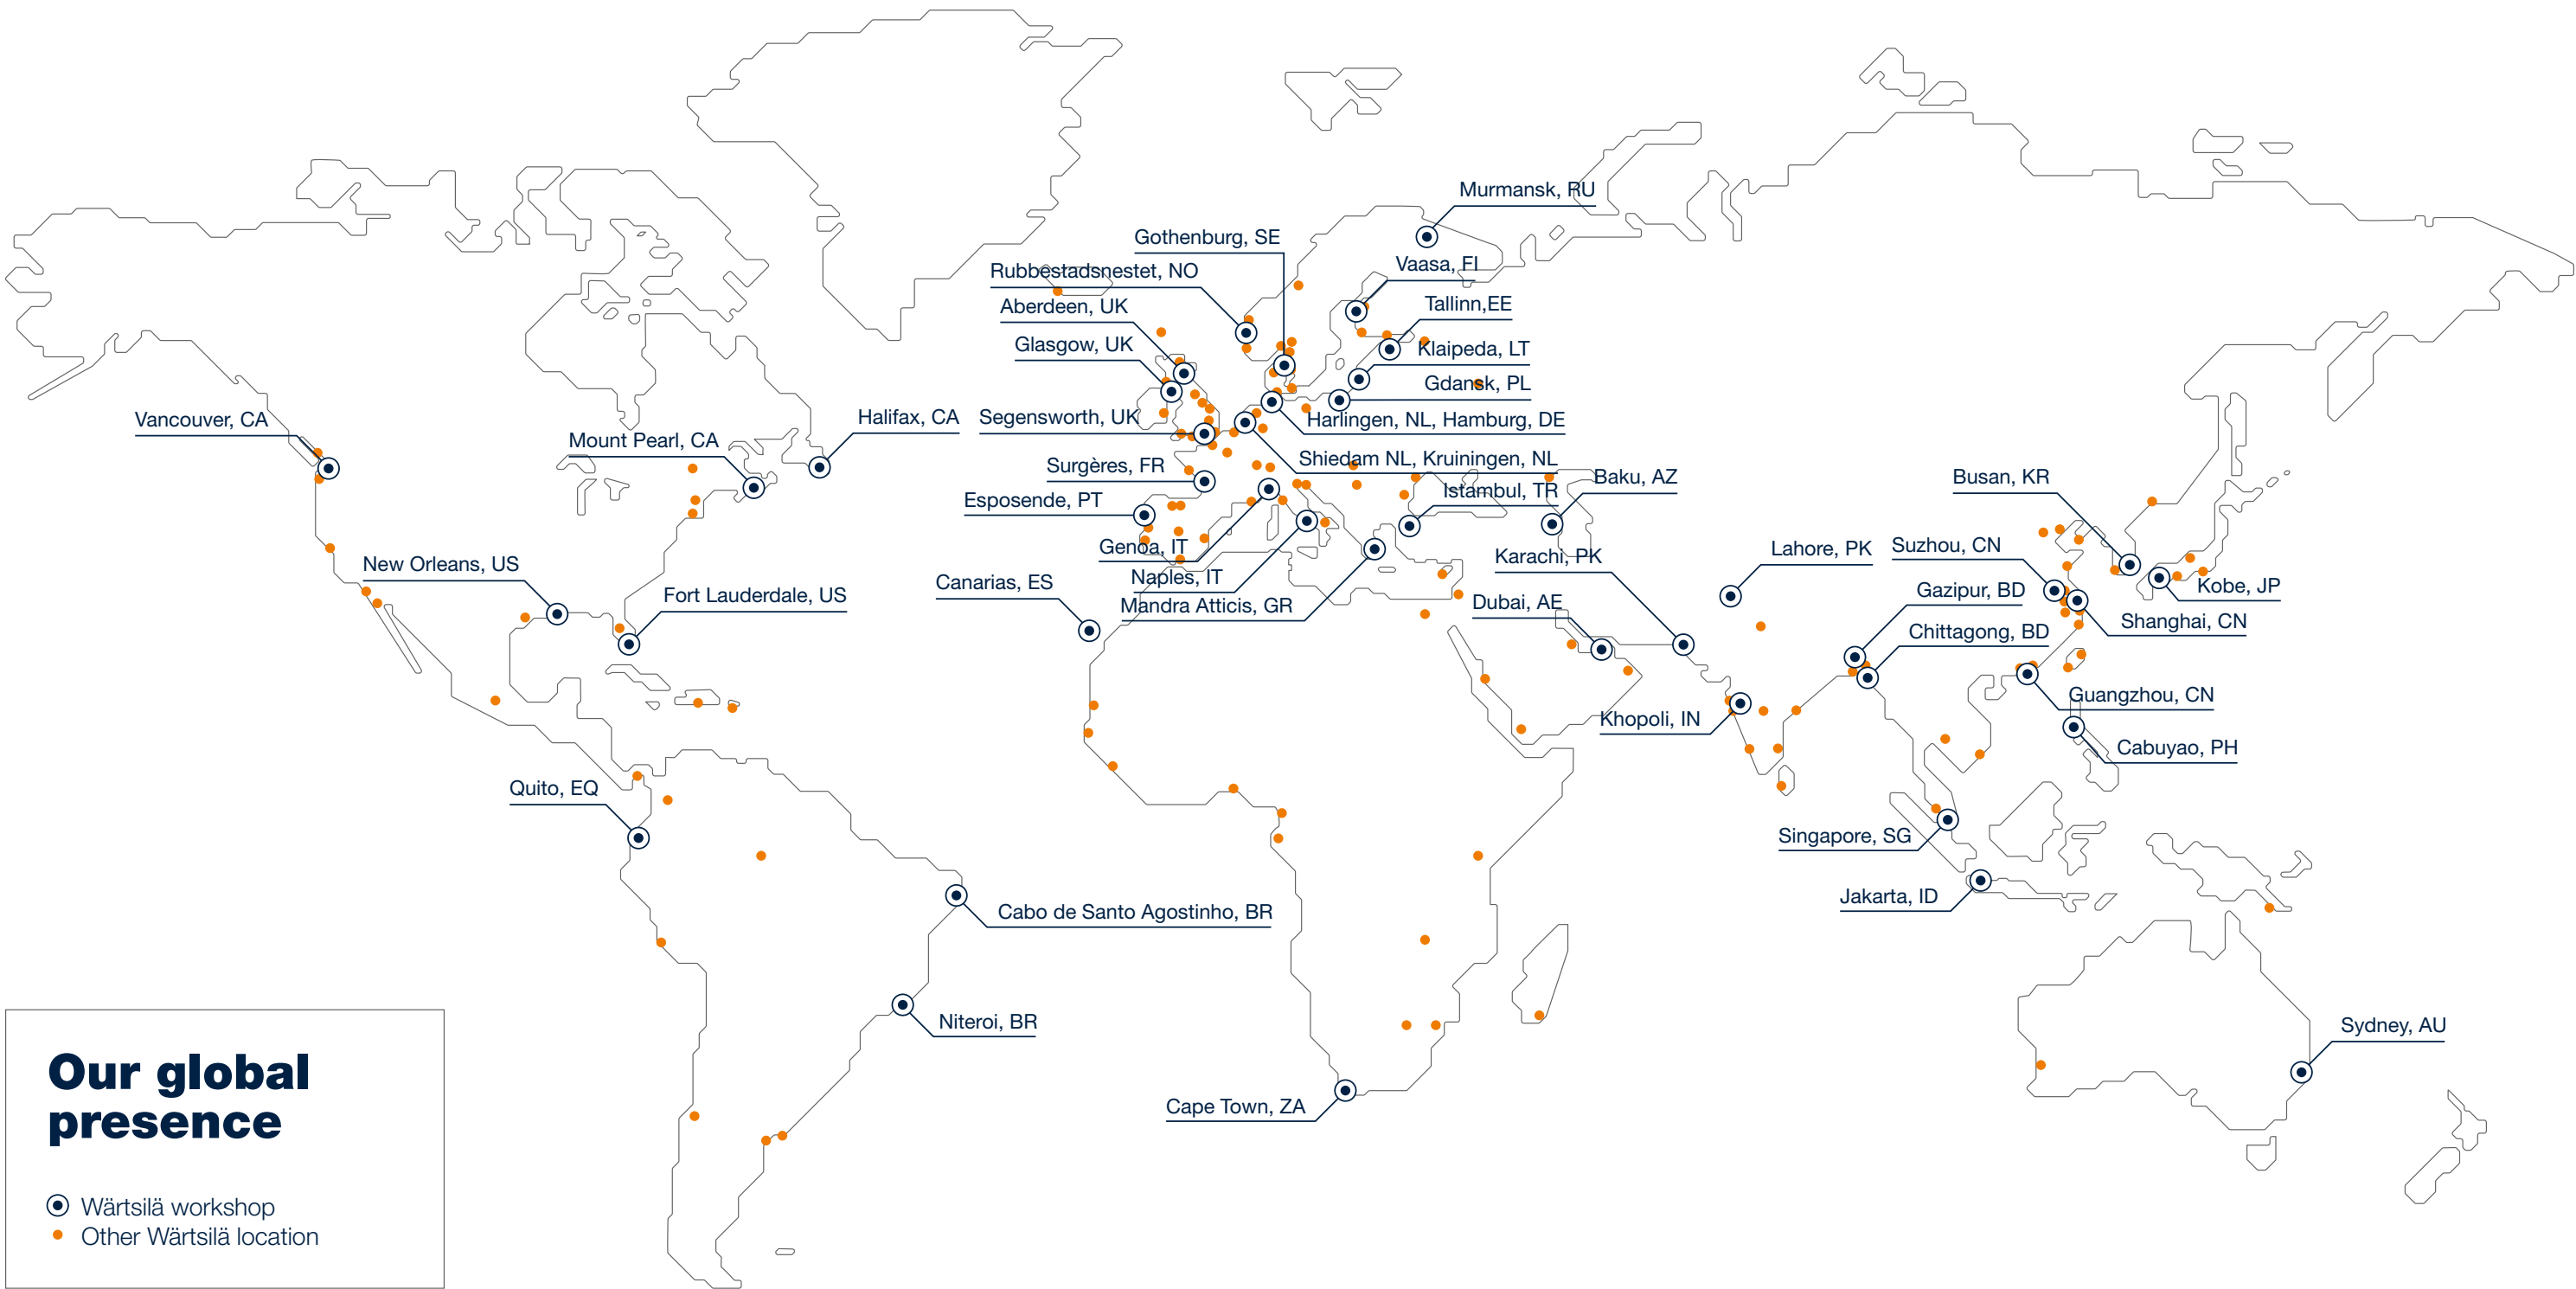 Murmansk, RU
Gothenburg, SE
Vaasa, FI
Rubbestadsnestet, NO
Tallinn,EE
Aberdeen, UK
Glasgow, UK
Klaipeda, LT
Gdansk, PL
Vancouver, CA
Halifax, CA
Segensworth, UK
Harlingen, NL, Hamburg, DE
Mount Pearl, CA
Shiedam NL, Kruiningen, NL
Surgères, FR
Baku, AZ
Busan, KR
Istambul, TR
Esposende, PT
Genoa, IT
Karachi, PK
Lahore, PK
Suzhou, CN
New Orleans, US
Naples, IT
Canarias, ES
Kobe, JP
Gazipur, BD
Fort Lauderdale, US
Mandra Atticis, GR
Dubai, AE
Shanghai, CN
Chittagong, BD
Guangzhou, CN
Khopoli, IN
Cabuyao, PH
Quito, EQ
Singapore, SG
Jakarta, ID
Cabo de Santo Agostinho, BR
Niteroi, BR
Sydney, AU
Cape Town, ZA
Our global
presence
Wärtsilä workshop
Other Wärtsilä location